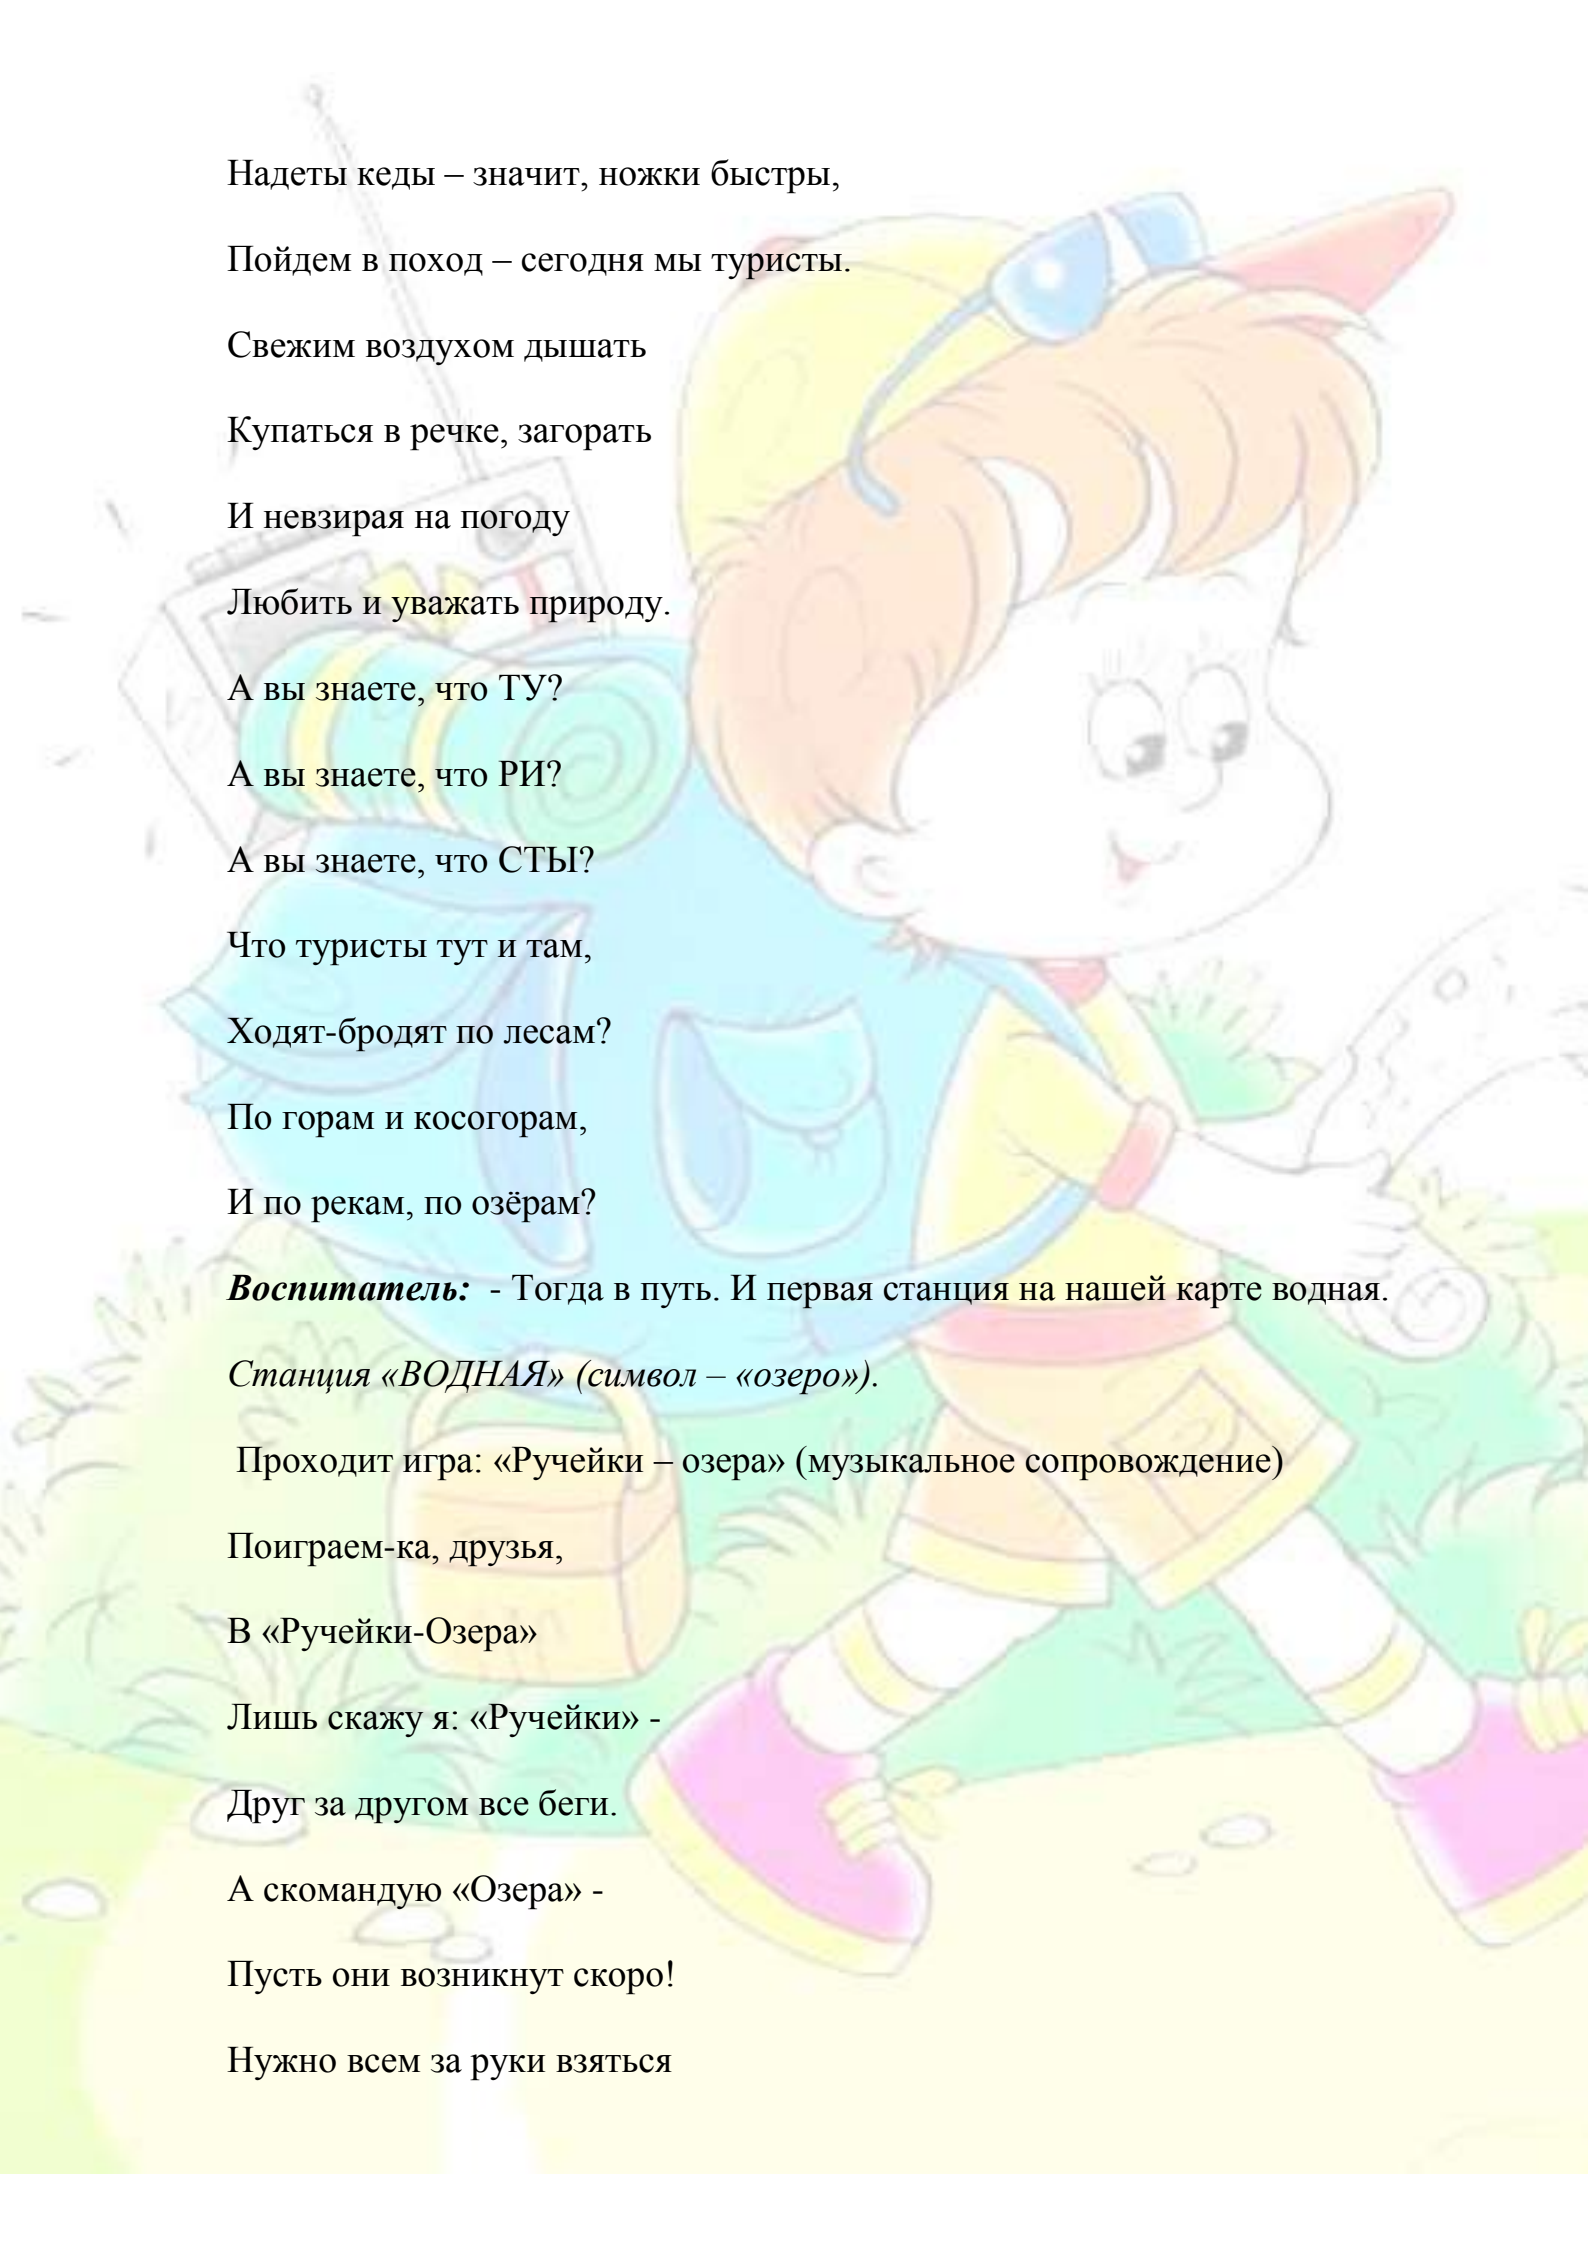 Надеты кеды – значит, ножки быстры,
Пойдем в поход – сегодня мы туристы.
Свежим воздухом дышать
Купаться в речке, загорать
И невзирая на погоду
Любить и уважать природу.
А вы знаете, что ТУ?
А вы знаете, что РИ?
А вы знаете, что СТЫ?
Что туристы тут и там,
Ходят-бродят по лесам?
По горам и косогорам,
И по рекам, по озёрам?
Воспитатель:  - Тогда в путь. И первая станция на нашей карте водная.
Станция «ВОДНАЯ» (символ – «озеро»).
Проходит игра: «Ручейки – озера» (музыкальное сопровождение)
Поиграем-ка, друзья,
В «Ручейки-Озера»
Лишь скажу я: «Ручейки» -
Друг за другом все беги.
А скомандую «Озера» -
Пусть они возникнут скоро!
Нужно всем за руки взяться